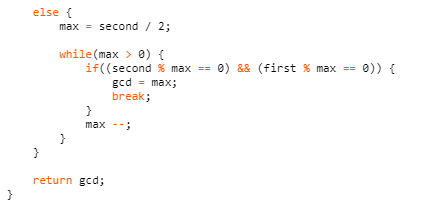 else {
max = second / 2;
while(max > 0) {
if((second % max == 0) && (first % max == 0)) {
gcd = max;
break;
}
max --;
}
}
return gcd;
}